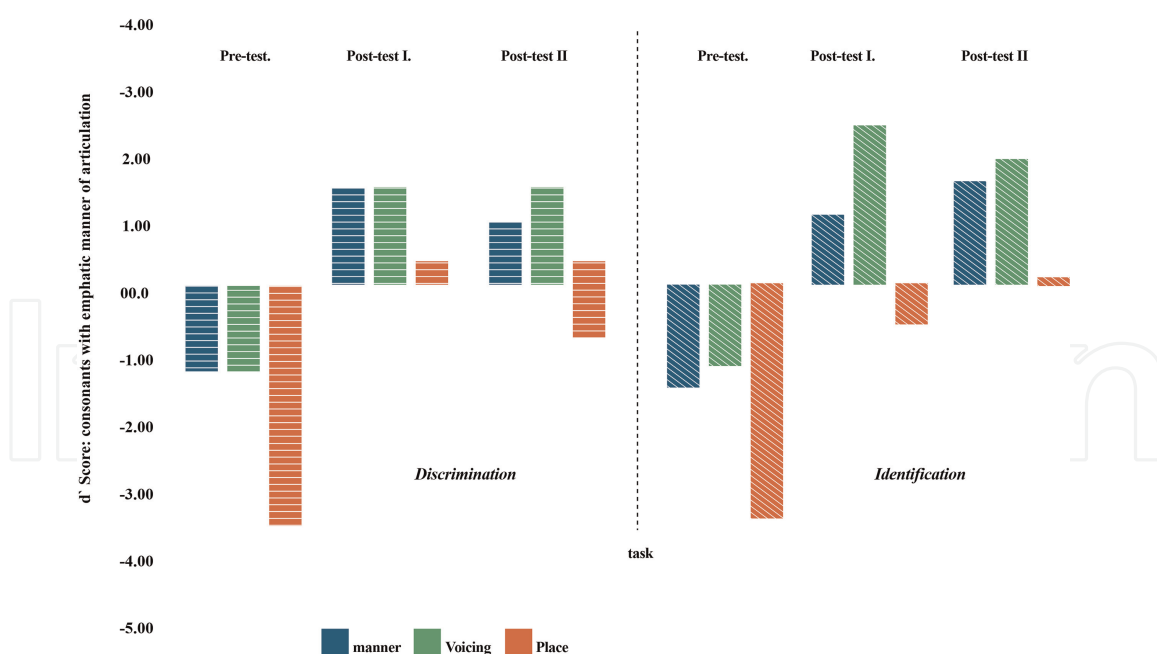 -4.00
Pre-test. Post-test I. Post-test II Pre-test. Post-test I. Post-test II
-3.00
2.00
1.00
00.0
-1.00
-2.00
-3.00
-4.00
-5.00
d` Score: consonants with emphatic manner of articulation
Discrimination Identification
task
manner Voicing Place